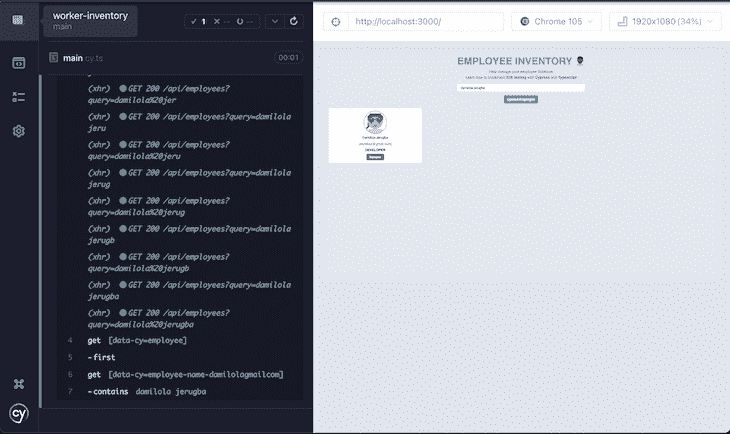 worker-inventory
main
✓ 1 ✕ -- ○ --
main cy.ts
00:01
(xhr) GET 200 /api/employees?
query=damilola%20jer
(xhr) GET 200 /api/employees?query=damilola
jeru
(xhr) GET 200 /api/employees?
query=damilola%20jeru
(xhr) GET 200 /api/employees?query=damilola
jerug
(xhr) GET 200 /api/employees?
query=damilola%20jerug
(xhr) GET 200 /api/employees?query=damilola
jerugb
(xhr) GET 200 /api/employees?
query=damilola%20jerugb
(xhr) GET 200 /api/employees?query=damilola
jerugba
(xhr) GET 200 /api/employees?
query=damilola%20jerugba
4 get [data-cy=employee]
5 -first
6 get [data-cy=employee-name-damilolagmailcom]
7 -contains damilola jerugba
cy
http://localhost:3000/
Chrome 105
1920x1080 (34%)
EMPLOYEE INVENTORY
damilola jerugba
Damilola Jerugba
DEVELOPER